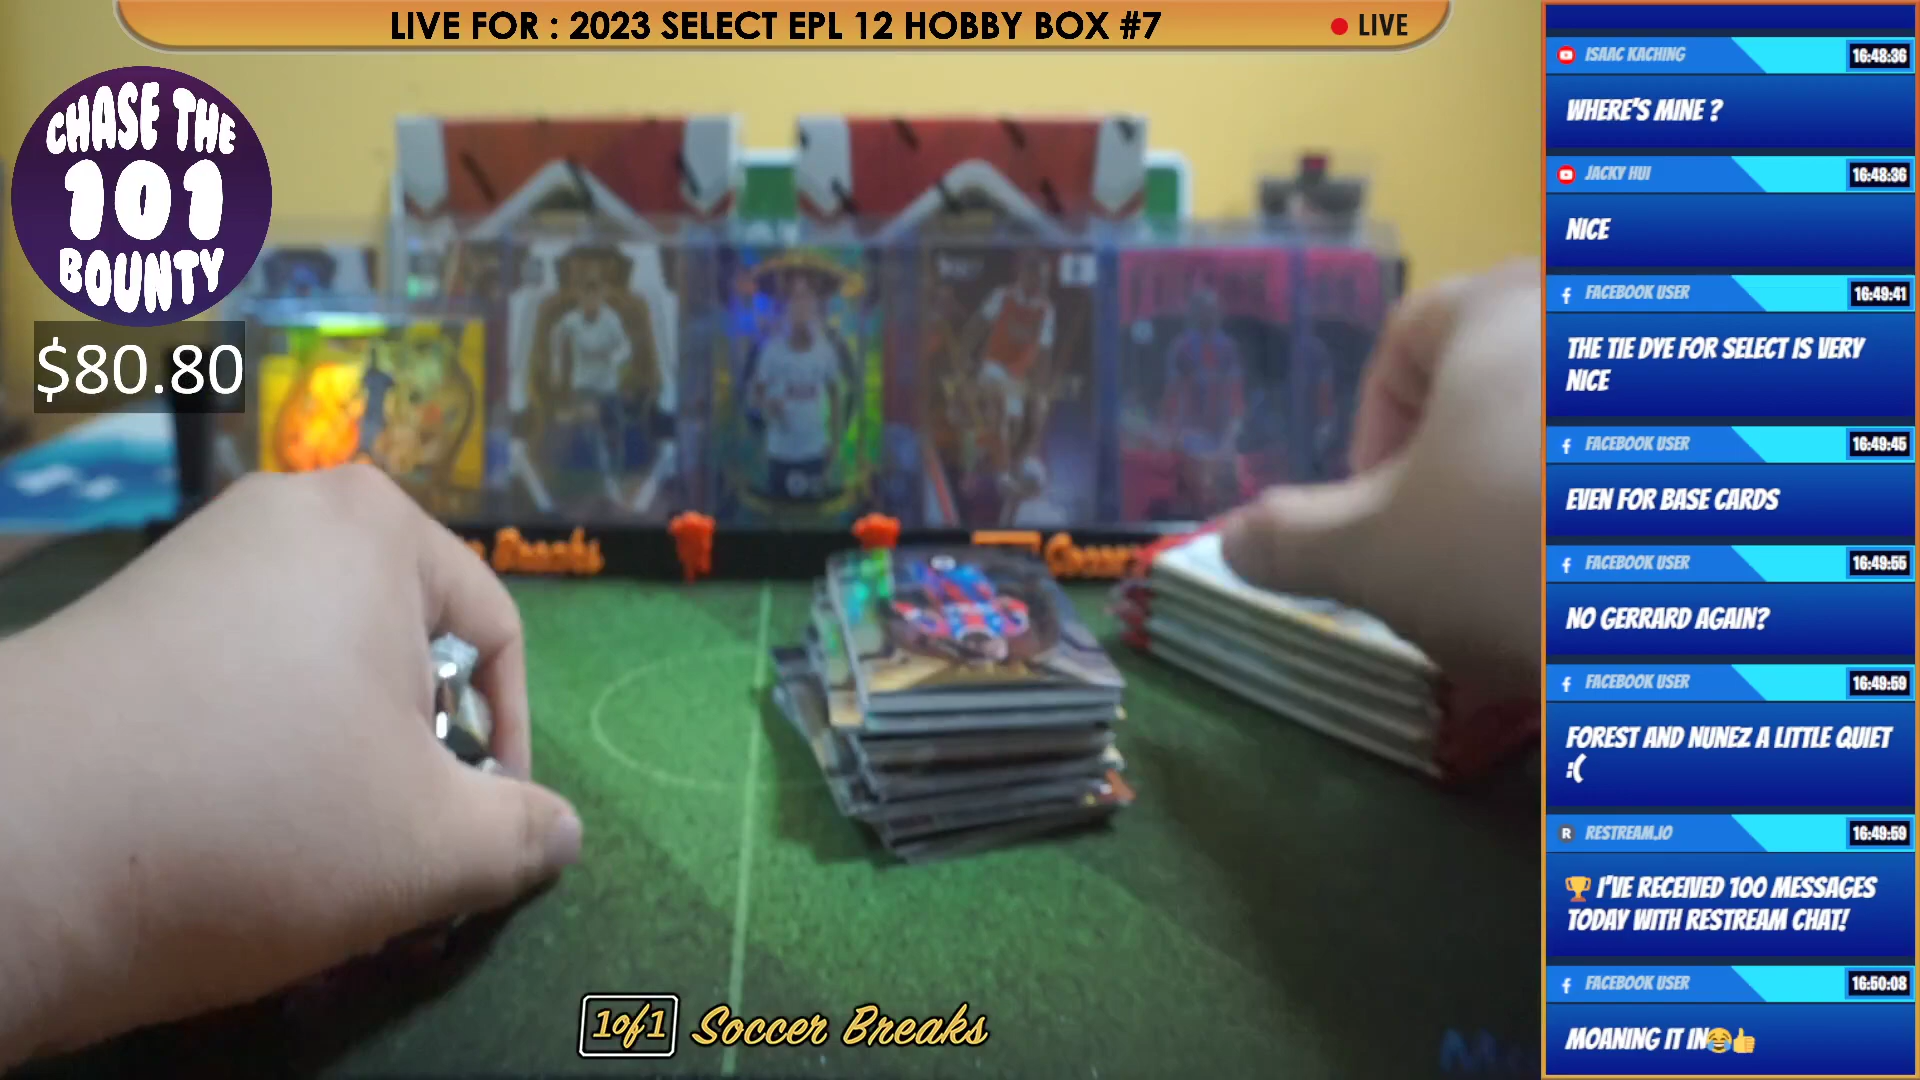 LIVE FOR : 2023 SELECT EPL 12 HOBBY BOX #7
LIVE
CHASE THE
101
BOUNTY
$80.80
Breaks
1of1 Soccer Breaks
ISAAC KACHING 16:48:36
WHERE'S MINE ?
JACKY HUI 16:48:36
NICE
FACEBOOK USER 16:49:41
THE TIE DYE FOR SELECT IS VERY
NICE
FACEBOOK USER 16:49:45
EVEN FOR BASE CARDS
FACEBOOK USER 16:49:55
NO GERRARD AGAIN?
FACEBOOK USER 16:49:59
FOREST AND NUNEZ A LITTLE QUIET
:(
R RESTREAM.IO 16:49:59
🏆 I'VE RECEIVED 100 MESSAGES
TODAY WITH RESTREAM CHAT!
FACEBOOK USER 16:50:08
MOANING IT IN😂👍